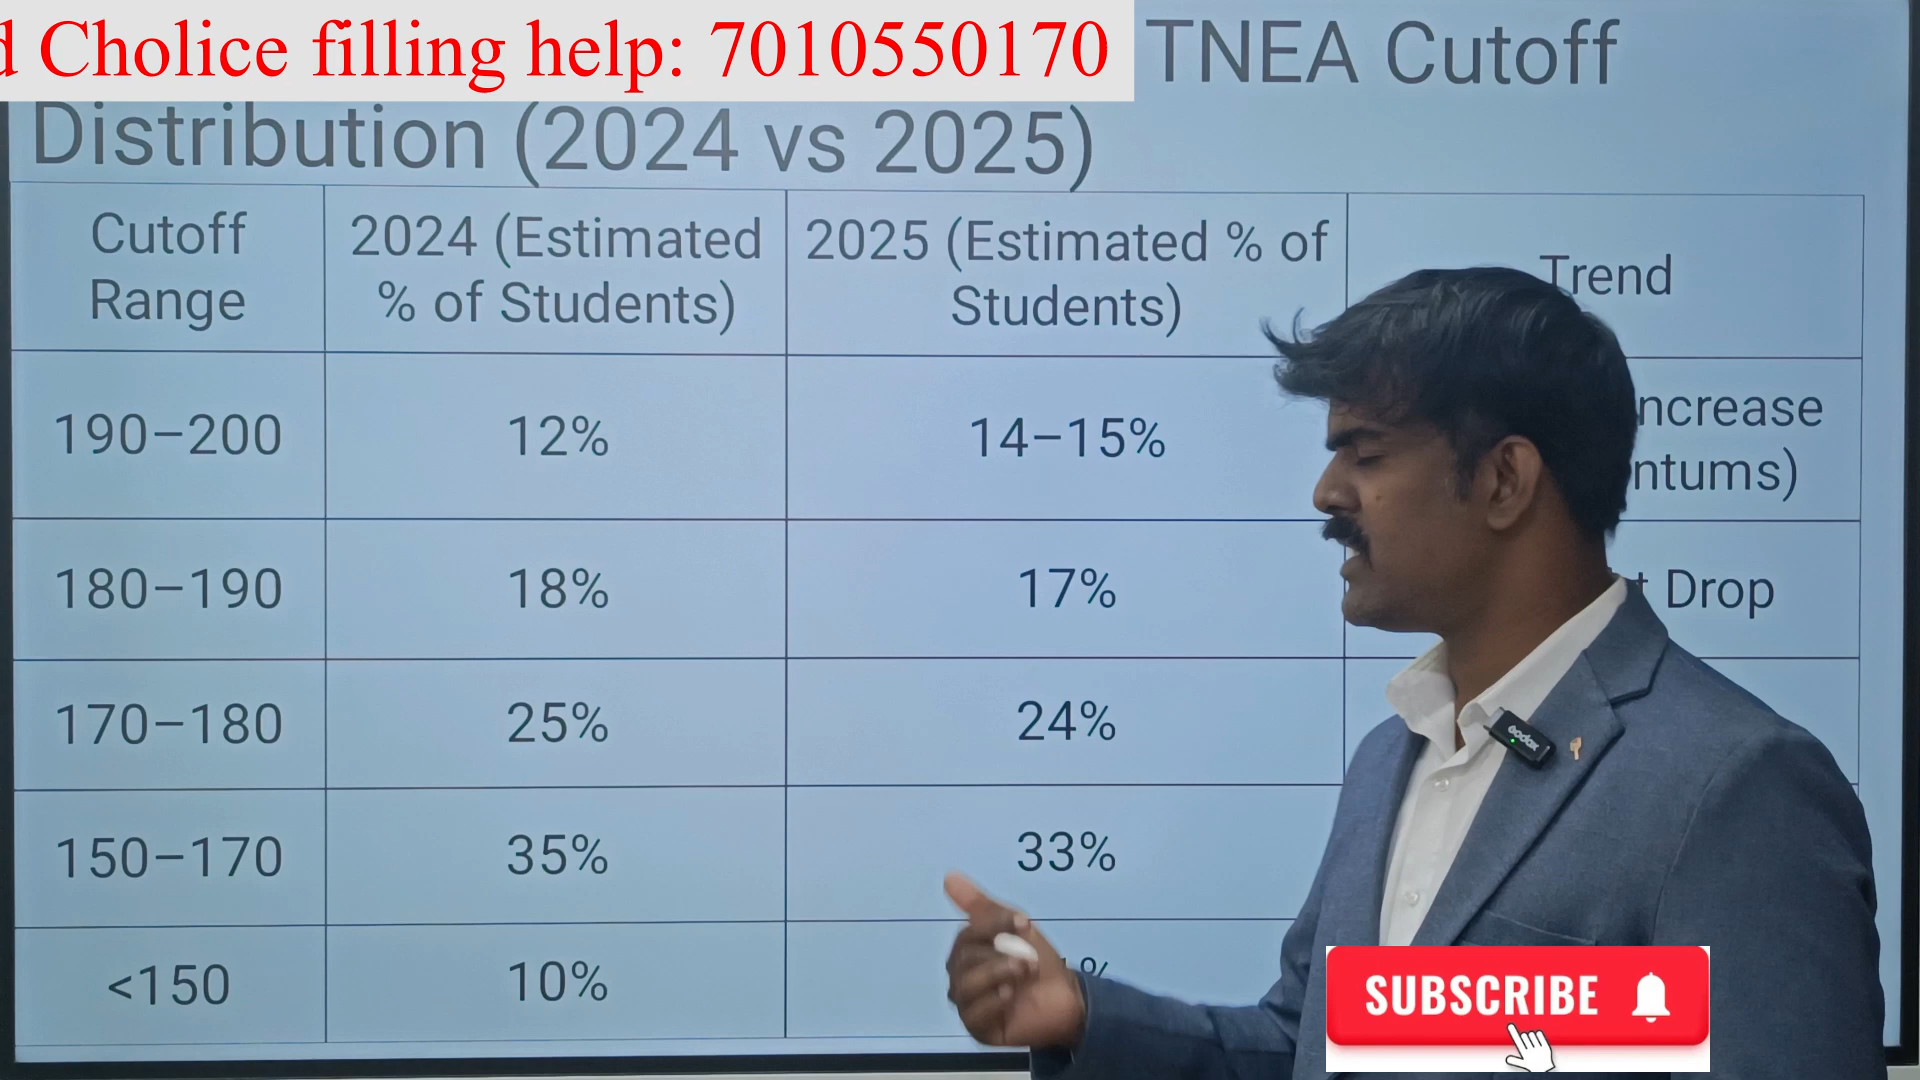 d Cholice filling help: 7010550170
TNEA Cutoff
Distribution (2024 vs 2025)
Cutoff
Range
2024 (Estimated
% of Students)
2025 (Estimated % of
Students)
Trend
190–200
12%
14–15%
ncrease
ntums)
180–190
18%
17%
Drop
170–180
25%
24%
150–170
35%
33%
<150
10%
%
Godox
SUBSCRIBE